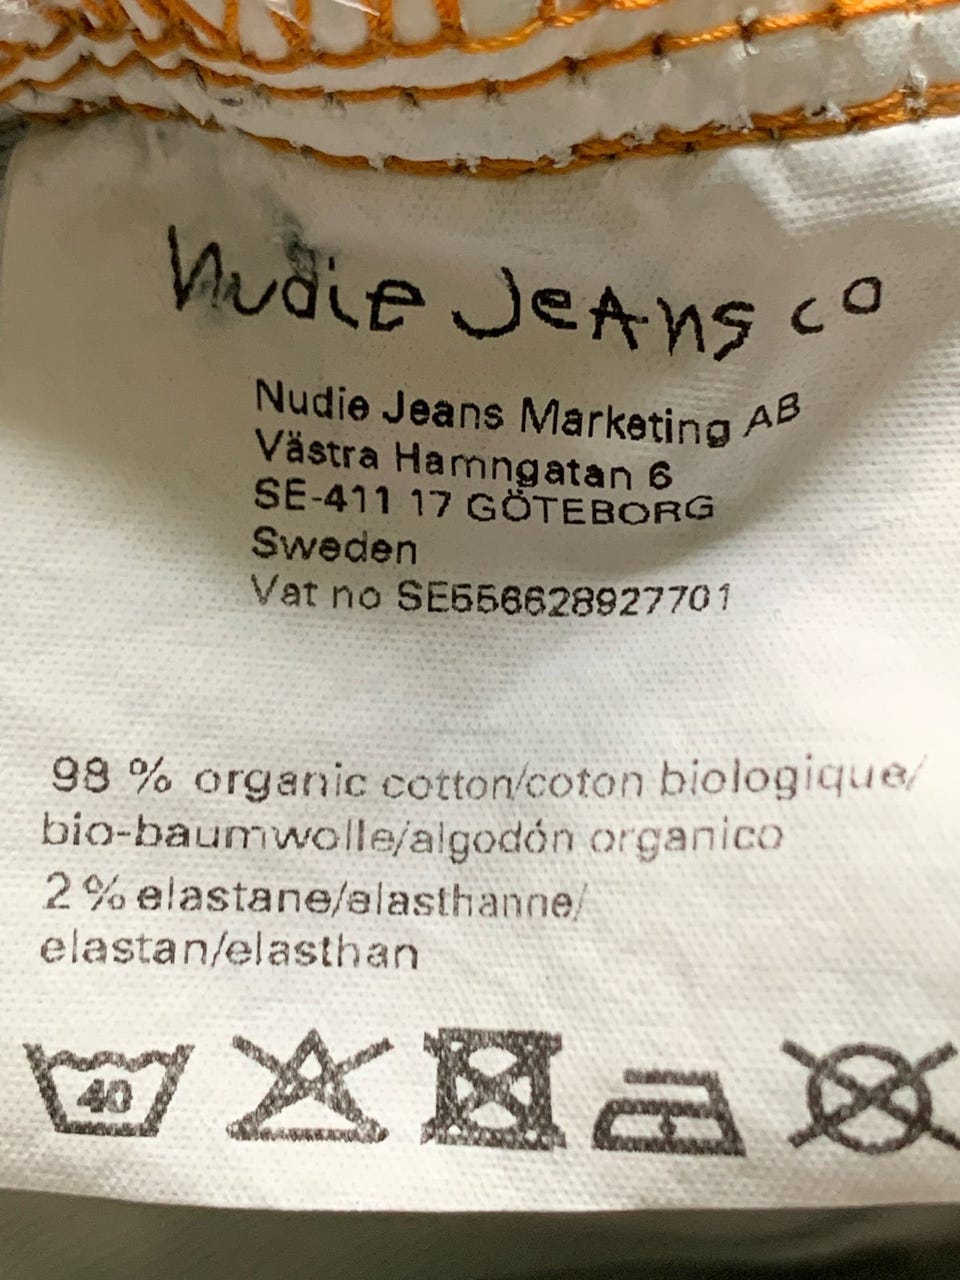 nudie Jeans co
Nudie Jeans Marketing AB
Västra Hamngatan 6
SE-411 17 GÖTEBORG
Sweden
Vat no SE556628927701
98 % organic cotton/coton biologique/
bio-baumwolle/algodón organico
2 % elastane/elasthanne/
elastan/elasthan
40